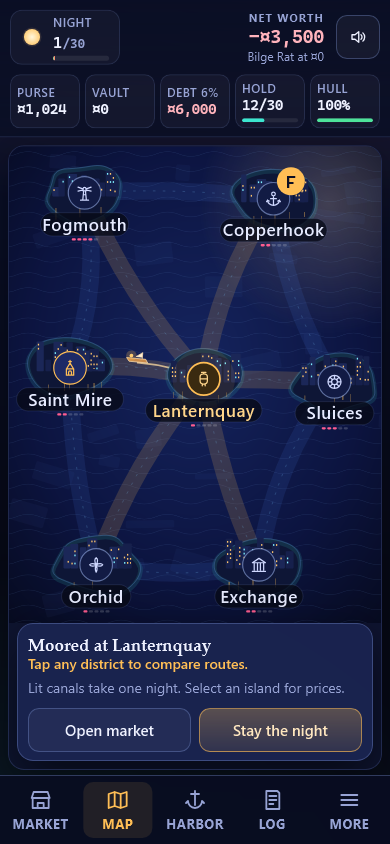 NIGHT
1/30
NET WORTH
−¤3,500
Bilge Rat at ¤0
PURSE
¤1,024
VAULT
¤0
DEBT 6%
¤6,000
HOLD
12/30
HULL
100%
F
Fogmouth
Copperhook
Saint Mire
Lanternquay
Sluices
Orchid
Exchange
Moored at Lanternquay
Tap any district to compare routes.
Lit canals take one night. Select an island for prices.
Open market
Stay the night
MARKET
MAP
HARBOR
LOG
MORE